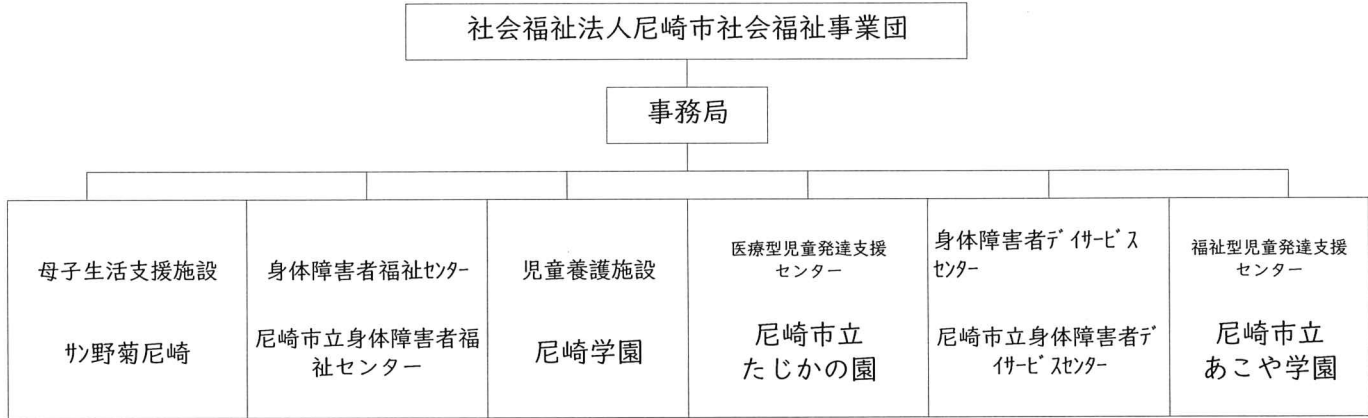 社会福祉法人尼崎市社会福祉事業団
事務局
母子生活支援施設
ｻﾝ野菊尼崎
身体障害者福祉ｾﾝﾀｰ
尼崎市立身体障害者福
祉センター
児童養護施設
尼崎学園
医療型児童発達支援
センター
尼崎市立
たじかの園
身体障害者ﾃﾞｲｻｰﾋﾞｽ
ｾﾝﾀｰ
尼崎市立身体障害者ﾃﾞ
ｲｻｰﾋﾞｽｾﾝﾀｰ
福祉型児童発達支援
センター
尼崎市立
あこや学園